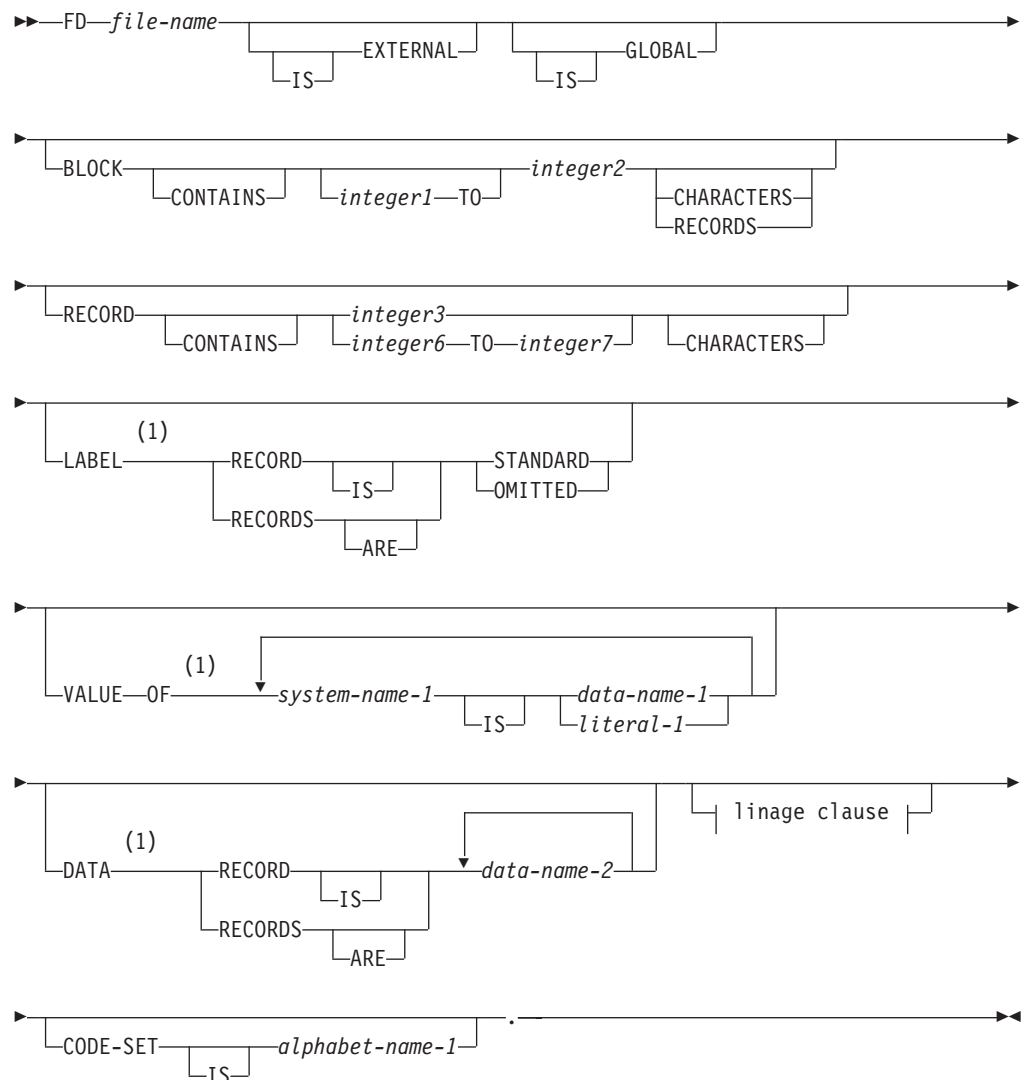 FD file-name EXTERNAL GLOBAL
IS IS
BLOCK integer2
CONTAINS integer1 TO CHARACTERS
RECORDS
RECORD integer3
CONTAINS integer6 TO integer7 CHARACTERS
(1)
LABEL RECORD STANDARD
IS OMITTED
RECORDS
ARE
(1)
VALUE OF system-name-1 data-name-1
IS literal-1
(1) linage clause
DATA RECORD data-name-2
IS
RECORDS
ARE
.
CODE-SET alphabet-name-1
IS